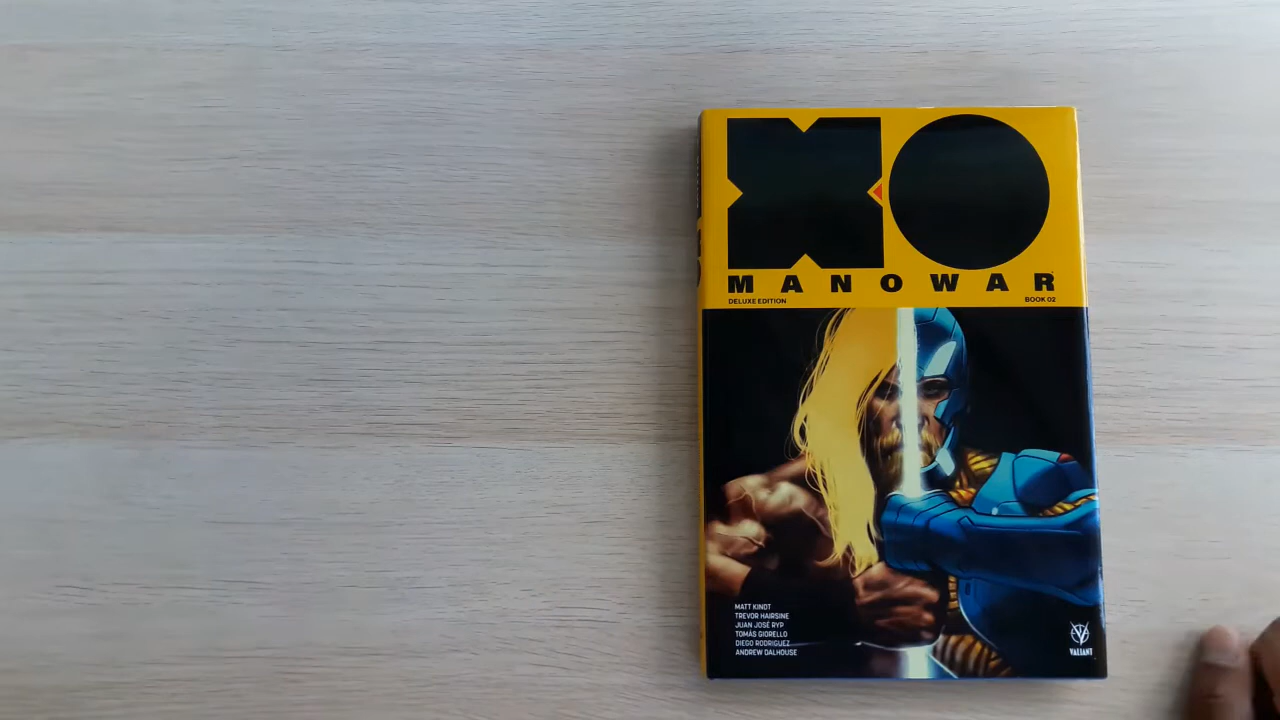 XO
MANOWAR
DELUXE EDITION
BOOK 02
MATT KINDT
TREVOR HAIRSINE
JUAN JOSÉ RYP
TOMÁS GIORELLO
DIEGO RODRIGUEZ
ANDREW DALHOUSE
VALIANT